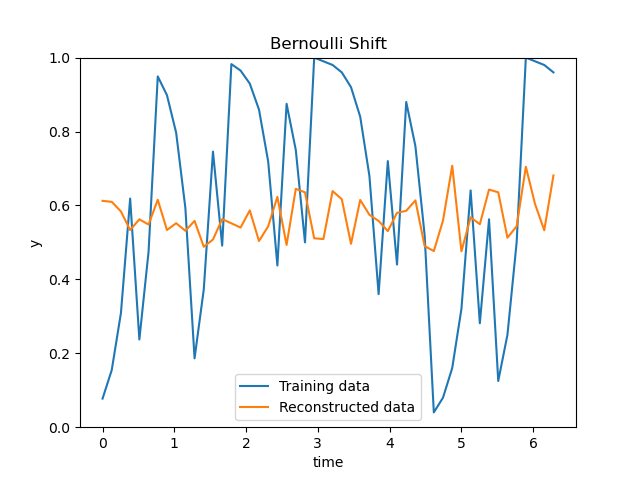 Bernoulli Shift
1.0
0.8
0.6
0.4
0.2
0.0
y
0 1 2 3 4 5 6
time
Training data
Reconstructed data